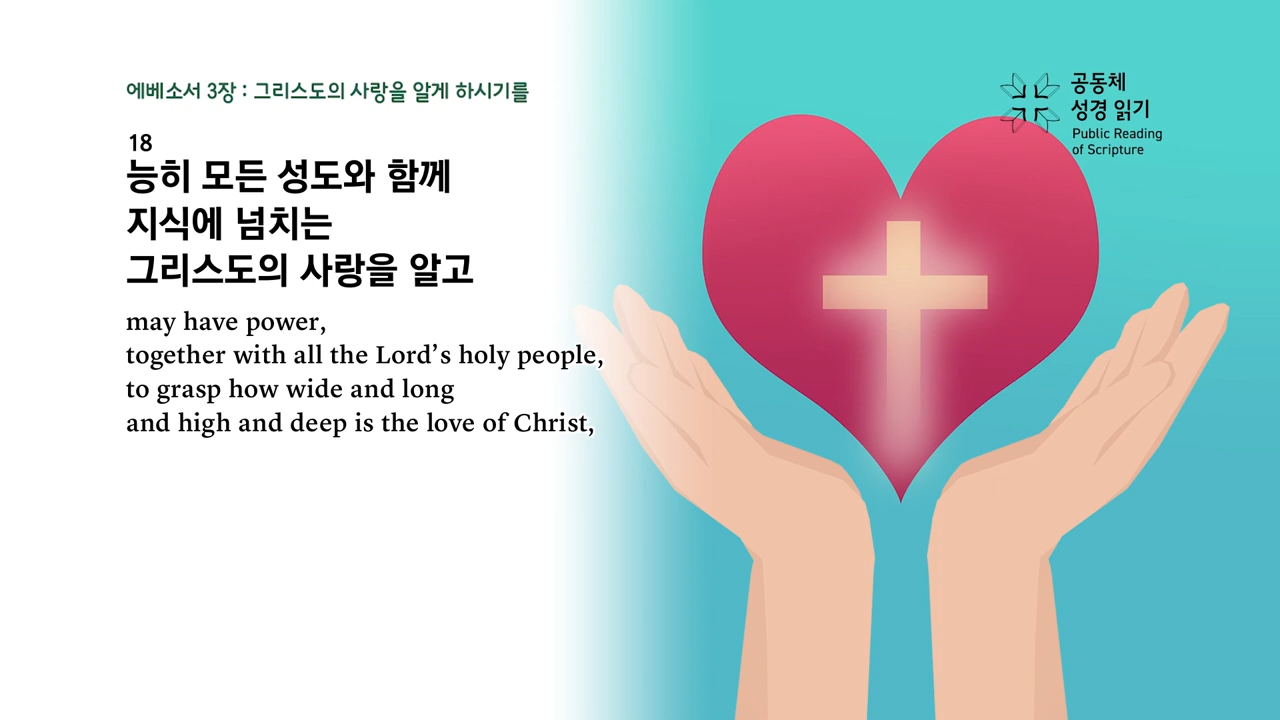 에베소서 3장 : 그리스도의 사랑을 알게 하시기를
18
능히 모든 성도와 함께
지식에 넘치는
그리스도의 사랑을 알고
may have power,
together with all the Lord’s holy people,
to grasp how wide and long
and high and deep is the love of Christ,
공동체
성경 읽기
Public Reading
of Scripture